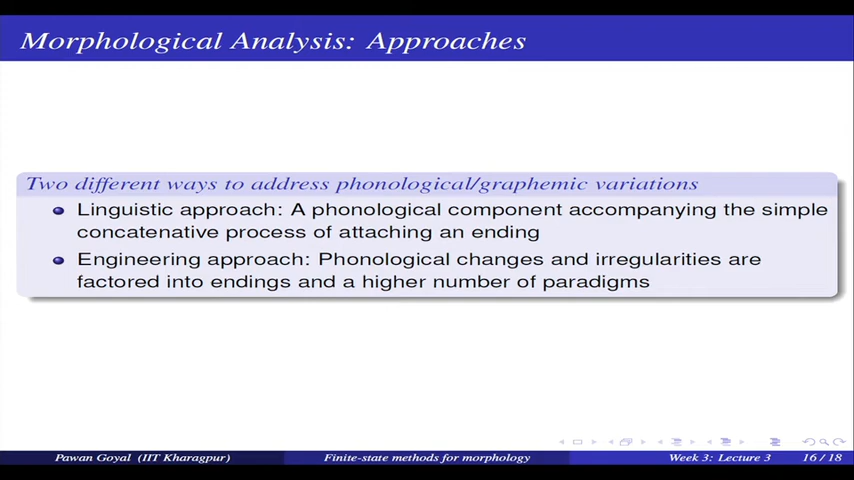 Morphological Analysis: Approaches
Two different ways to address phonological/graphemic variations
Linguistic approach: A phonological component accompanying the simple
concatenative process of attaching an ending
Engineering approach: Phonological changes and irregularities are
factored into endings and a higher number of paradigms
Pawan Goyal (IIT Kharagpur) Finite-state methods for morphology Week 3: Lecture 3 16 / 18